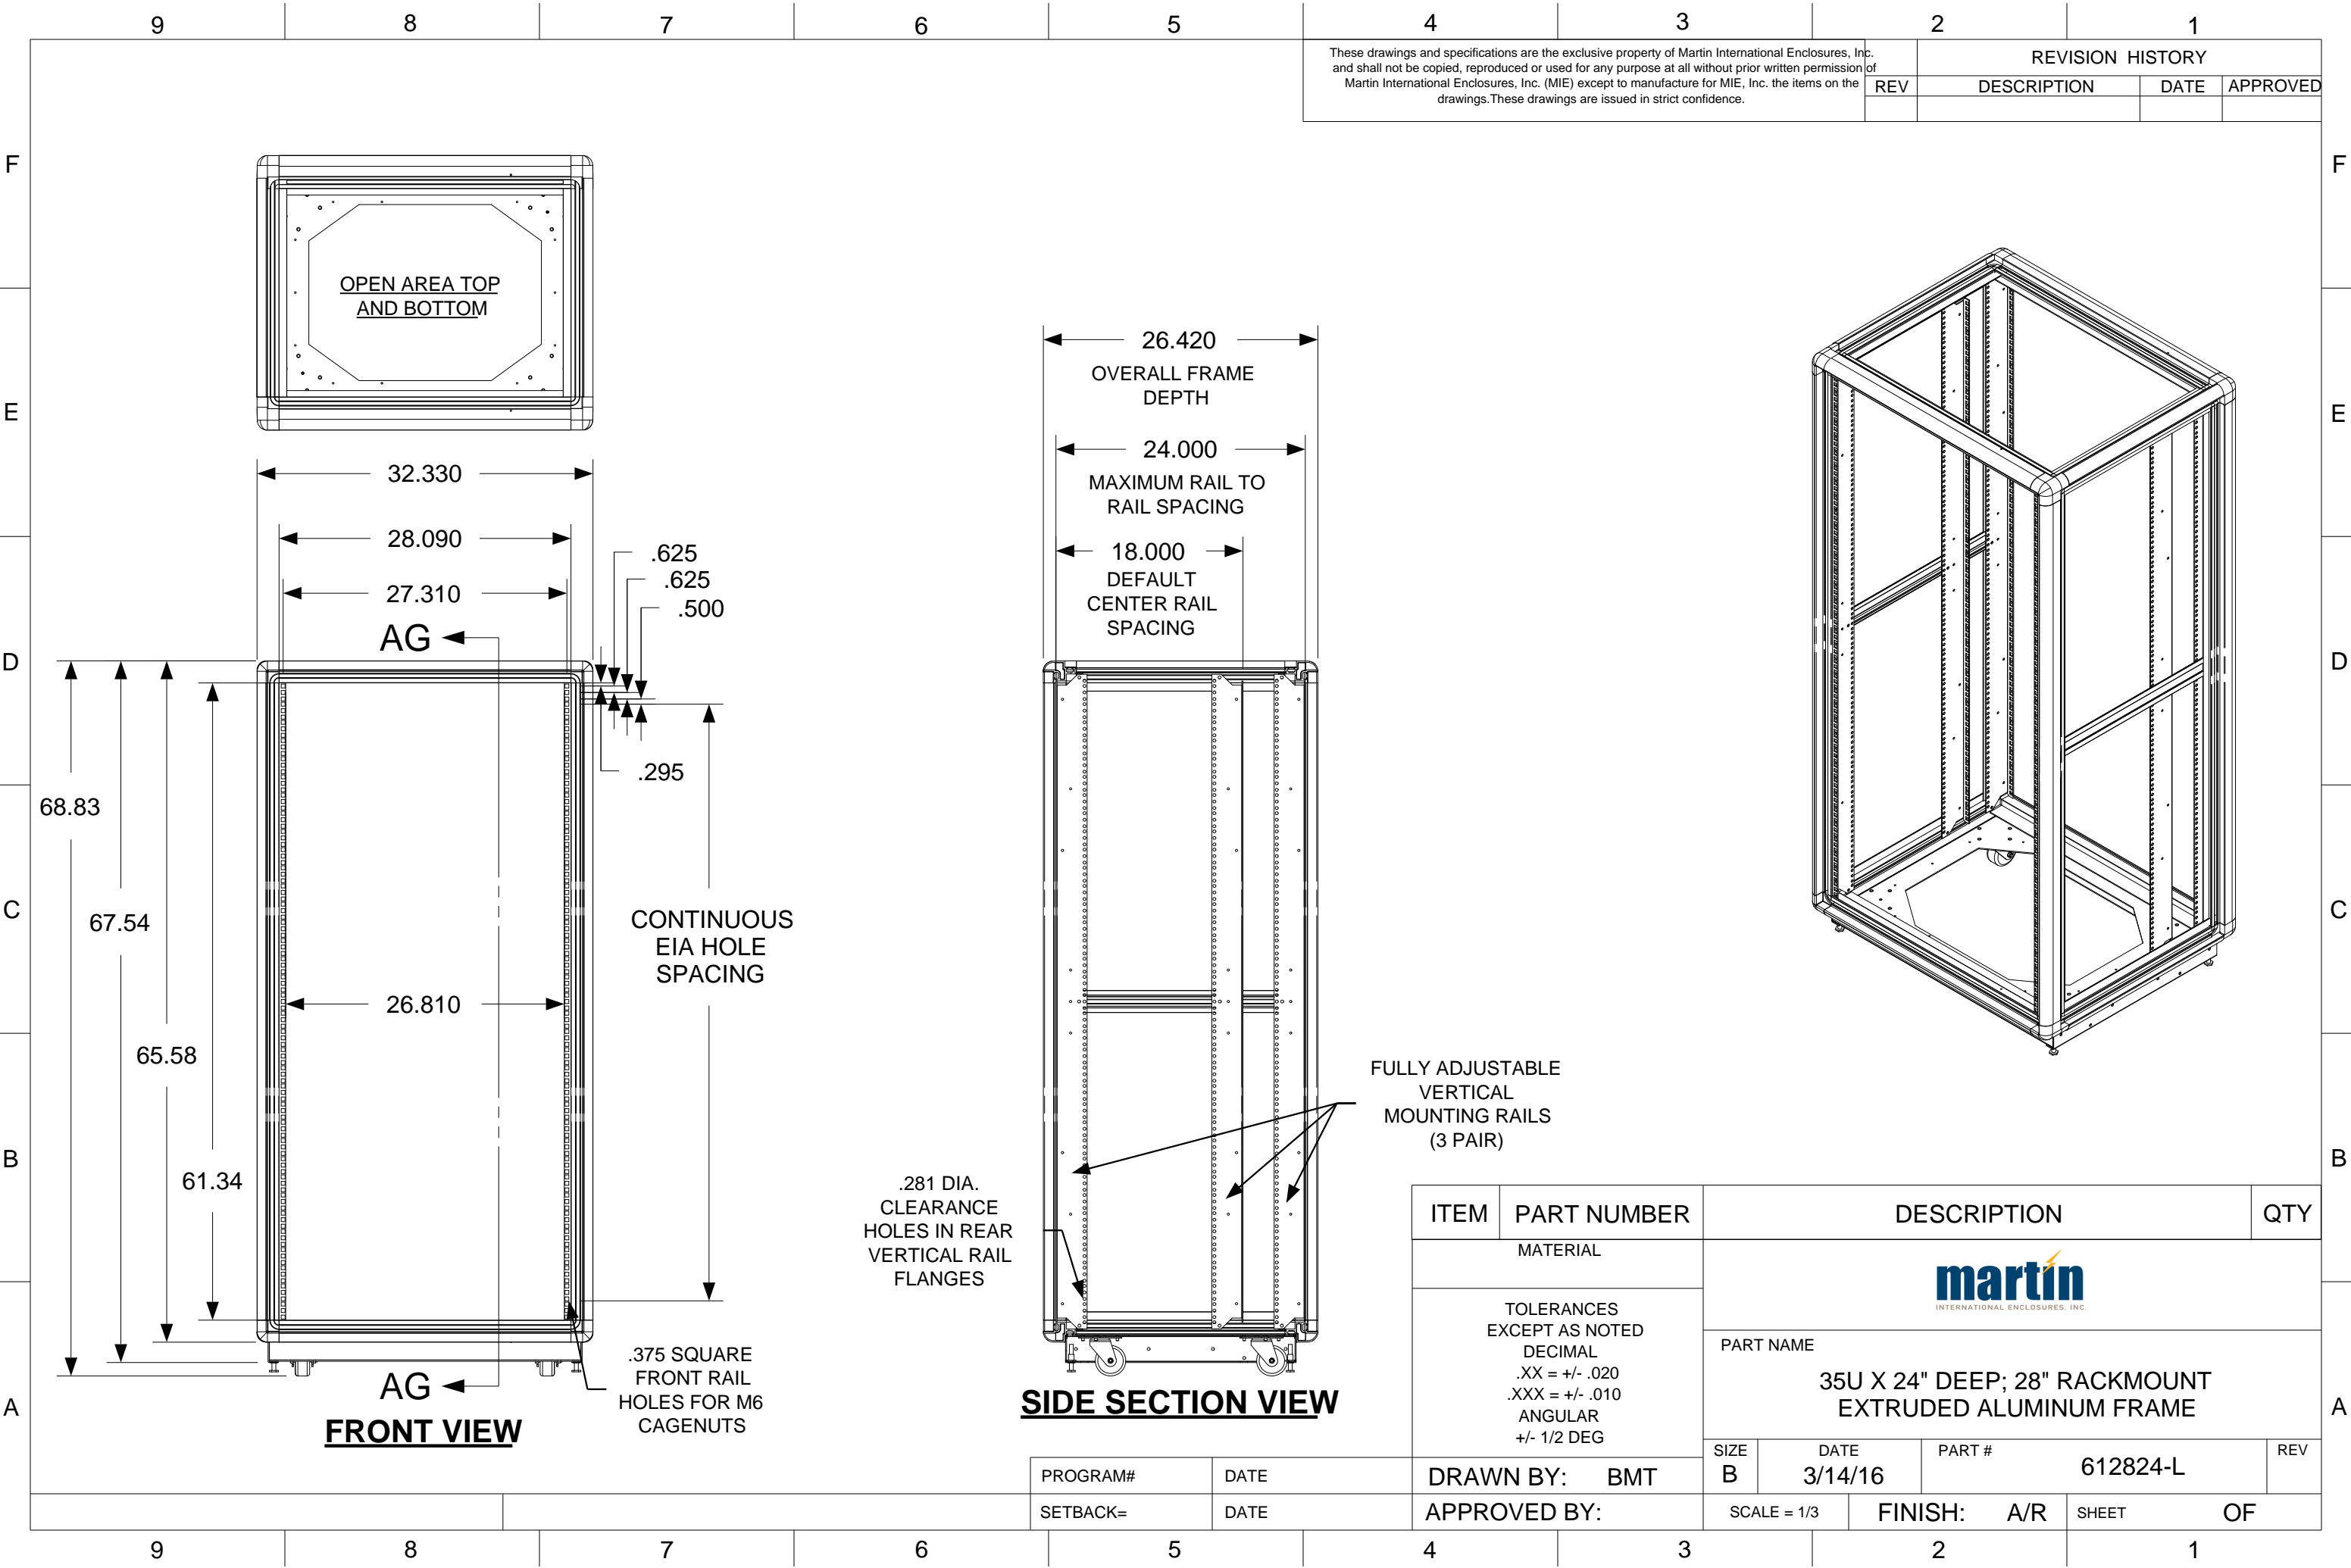 9 8 7 6 5 4 3 2 1
These drawings and specifications are the exclusive property of Martin International Enclosures, Inc.
and shall not be copied, reproduced or used for any purpose at all without prior written permission of
Martin International Enclosures, Inc. (MIE) except to manufacture for MIE, Inc. the items on the
drawings.These drawings are issued in strict confidence.
REVISION HISTORY
REV DESCRIPTION DATE APPROVED
F F
OPEN AREA TOP
AND BOTTOM
E E
32.330
28.090
27.310
.625
.625
.500
.295
AG
D D
26.420
OVERALL FRAME
DEPTH
24.000
MAXIMUM RAIL TO
RAIL SPACING
18.000
DEFAULT
CENTER RAIL
SPACING
68.83
67.54
65.58
61.34
26.810
C C
CONTINUOUS
EIA HOLE
SPACING
B B
.281 DIA.
CLEARANCE
HOLES IN REAR
VERTICAL RAIL
FLANGES
FULLY ADJUSTABLE
VERTICAL
MOUNTING RAILS
(3 PAIR)
.375 SQUARE
FRONT RAIL
HOLES FOR M6
CAGENUTS
A A
AG
FRONT VIEW
SIDE SECTION VIEW
ITEM PART NUMBER DESCRIPTION QTY
MATERIAL
TOLERANCES
EXCEPT AS NOTED
DECIMAL
.XX = +/- .020
.XXX = +/- .010
ANGULAR
+/- 1/2 DEG
martin
INTERNATIONAL ENCLOSURES, INC.
PART NAME
35U X 24" DEEP; 28" RACKMOUNT
EXTRUDED ALUMINUM FRAME
SIZE
B
DATE
3/14/16
PART #
612824-L
REV
PROGRAM# DATE
DRAWN BY: BMT
SETBACK= DATE
APPROVED BY:
SCALE = 1/3
FINISH: A/R
SHEET OF
9 8 7 6 5 4 3 2 1